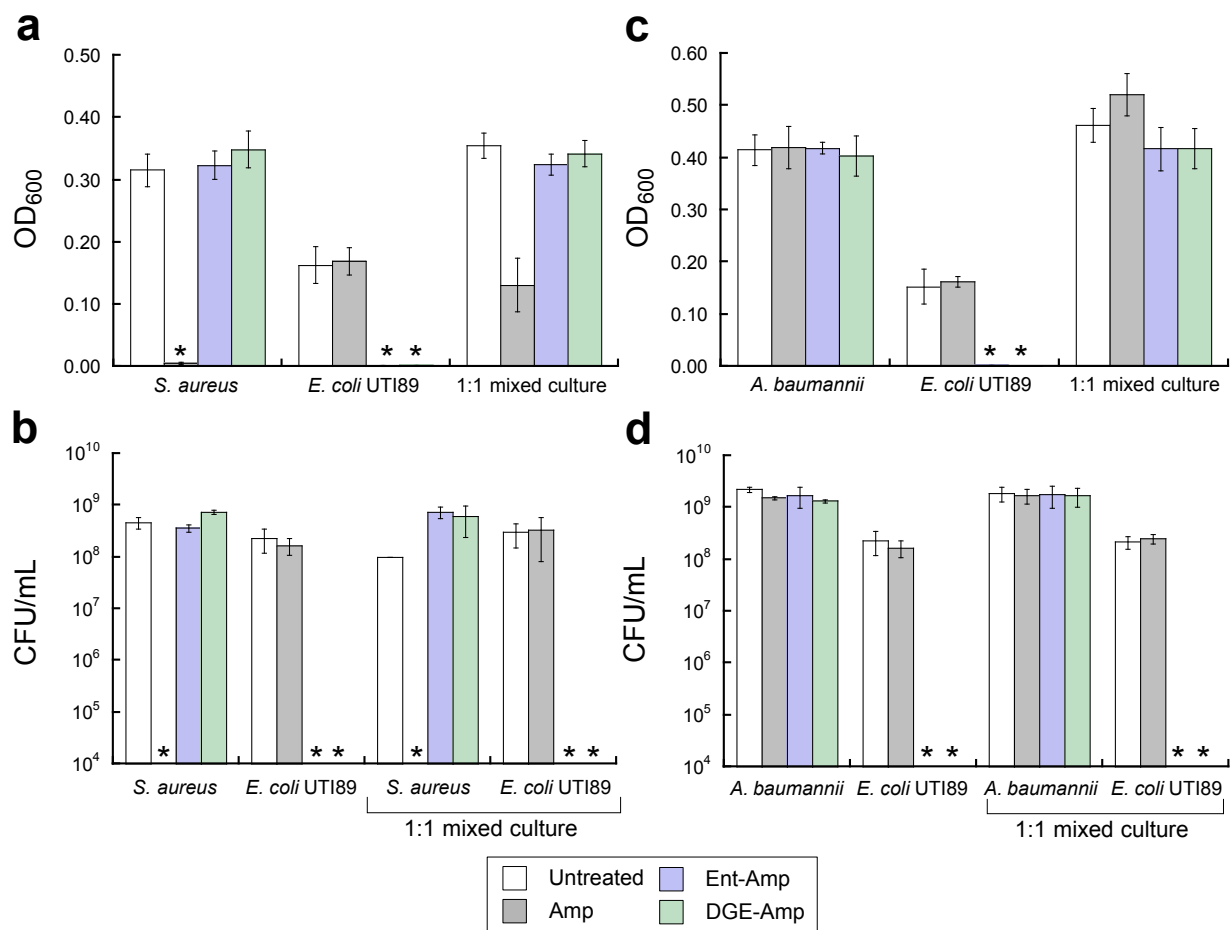 a
0.50
0.40
0.30
0.20
0.10
0.00
OD600
*
* *
S. aureus E. coli UTI89 1:1 mixed culture
c
0.60
0.50
0.40
0.30
0.20
0.10
0.00
OD600
* *
A. baumannii E. coli UTI89 1:1 mixed culture
b
10^10
10^9
10^8
10^7
10^6
10^5
10^4
CFU/mL
* * * * * *
S. aureus E. coli UTI89 S. aureus E. coli UTI89
1:1 mixed culture
d
10^10
10^9
10^8
10^7
10^6
10^5
10^4
CFU/mL
* * * *
A. baumannii E. coli UTI89 A. baumannii E. coli UTI89
1:1 mixed culture
Untreated Ent-Amp
Amp DGE-Amp